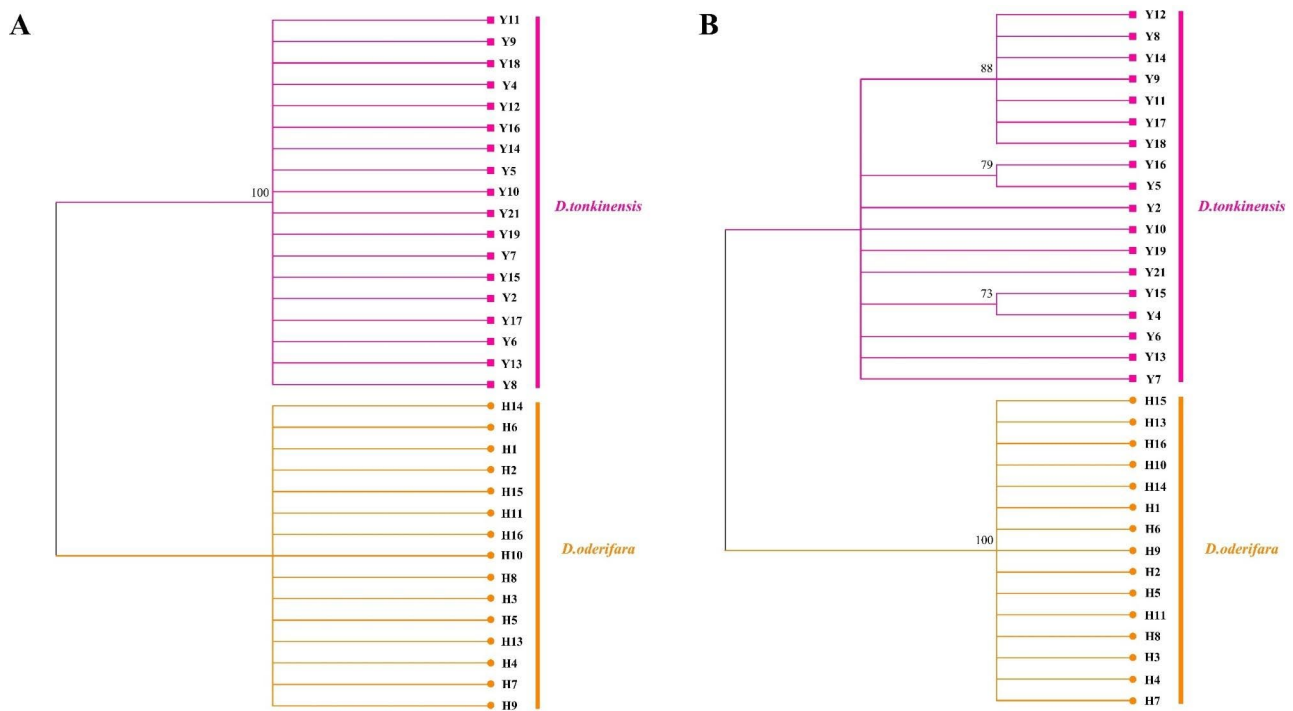 A
Y11
Y9
Y18
Y4
Y12
Y16
Y14
Y5
100
Y10
Y21
D.tonkinensis
Y19
Y7
Y15
Y2
Y17
Y6
Y13
Y8
H14
H6
H1
H2
H15
H11
H16
H10
D.oderifara
H8
H3
H5
H13
H4
H7
H9
B
Y12
Y8
Y14
88
Y9
Y11
Y17
Y18
79
Y16
Y5
Y2
D.tonkinensis
Y10
Y19
Y21
73
Y15
Y4
Y6
Y13
Y7
H15
H13
H16
H10
H14
H1
H6
100
H9
D.oderifara
H2
H5
H11
H8
H3
H4
H7